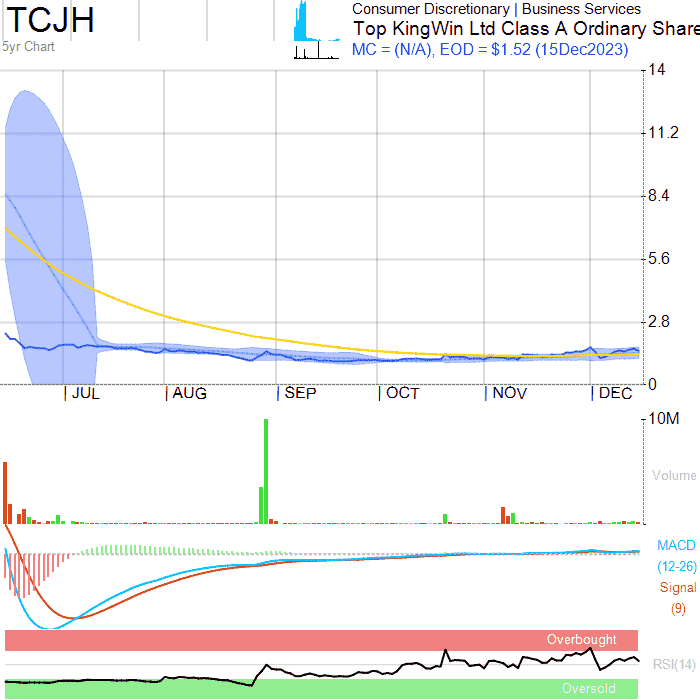 TCJH
5yr Chart
Consumer Discretionary | Business Services
Top KingWin Ltd Class A Ordinary Share
MC = (N/A), EOD = $1.52 (15Dec2023)
14
11.2
8.4
5.6
2.8
0
JUL
AUG
SEP
OCT
NOV
DEC
10M
Volume
MACD
(12-26)
Signal
(9)
Overbought
RSI(14)
Oversold